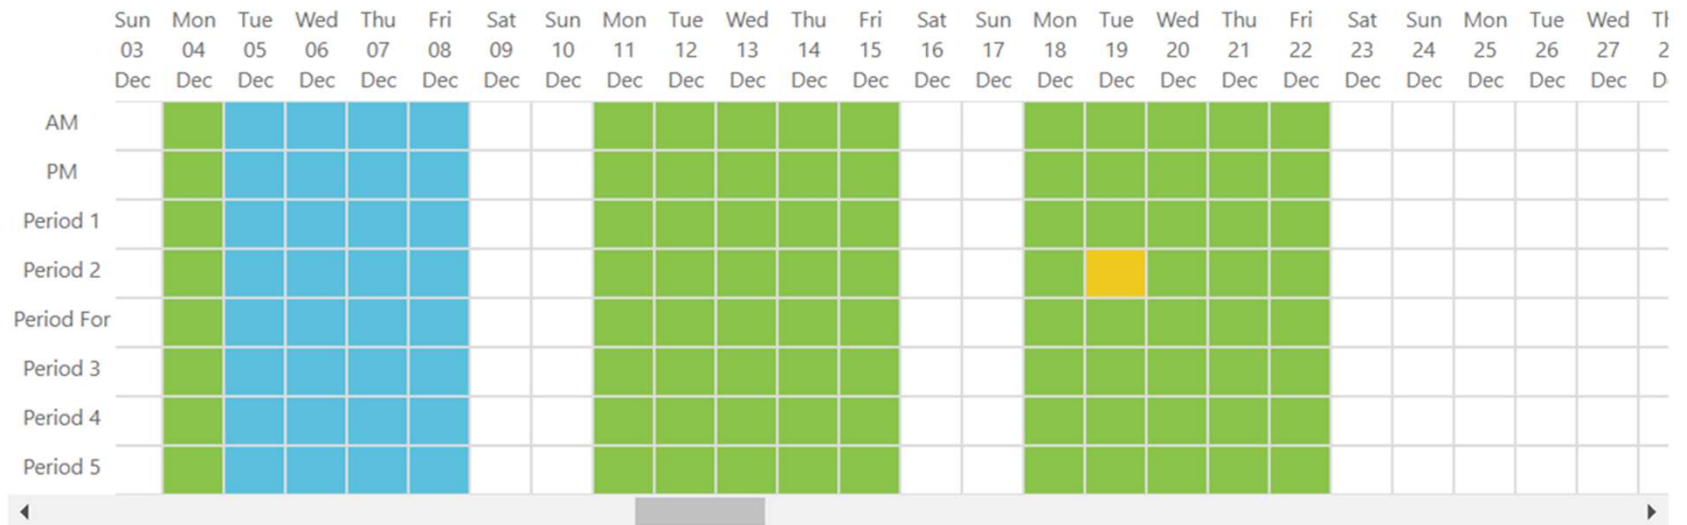 Sun Mon Tue Wed Thu Fri Sat Sun Mon Tue Wed Thu Fri Sat Sun Mon Tue Wed Thu Fri Sat Sun Mon Tue Wed
03 04 05 06 07 08 09 10 11 12 13 14 15 16 17 18 19 20 21 22 23 24 25 26 27 2
Dec Dec Dec Dec Dec Dec Dec Dec Dec Dec Dec Dec Dec Dec Dec Dec Dec Dec Dec Dec Dec Dec Dec Dec Dec
AM
PM
Period 1
Period 2
Period For
Period 3
Period 4
Period 5